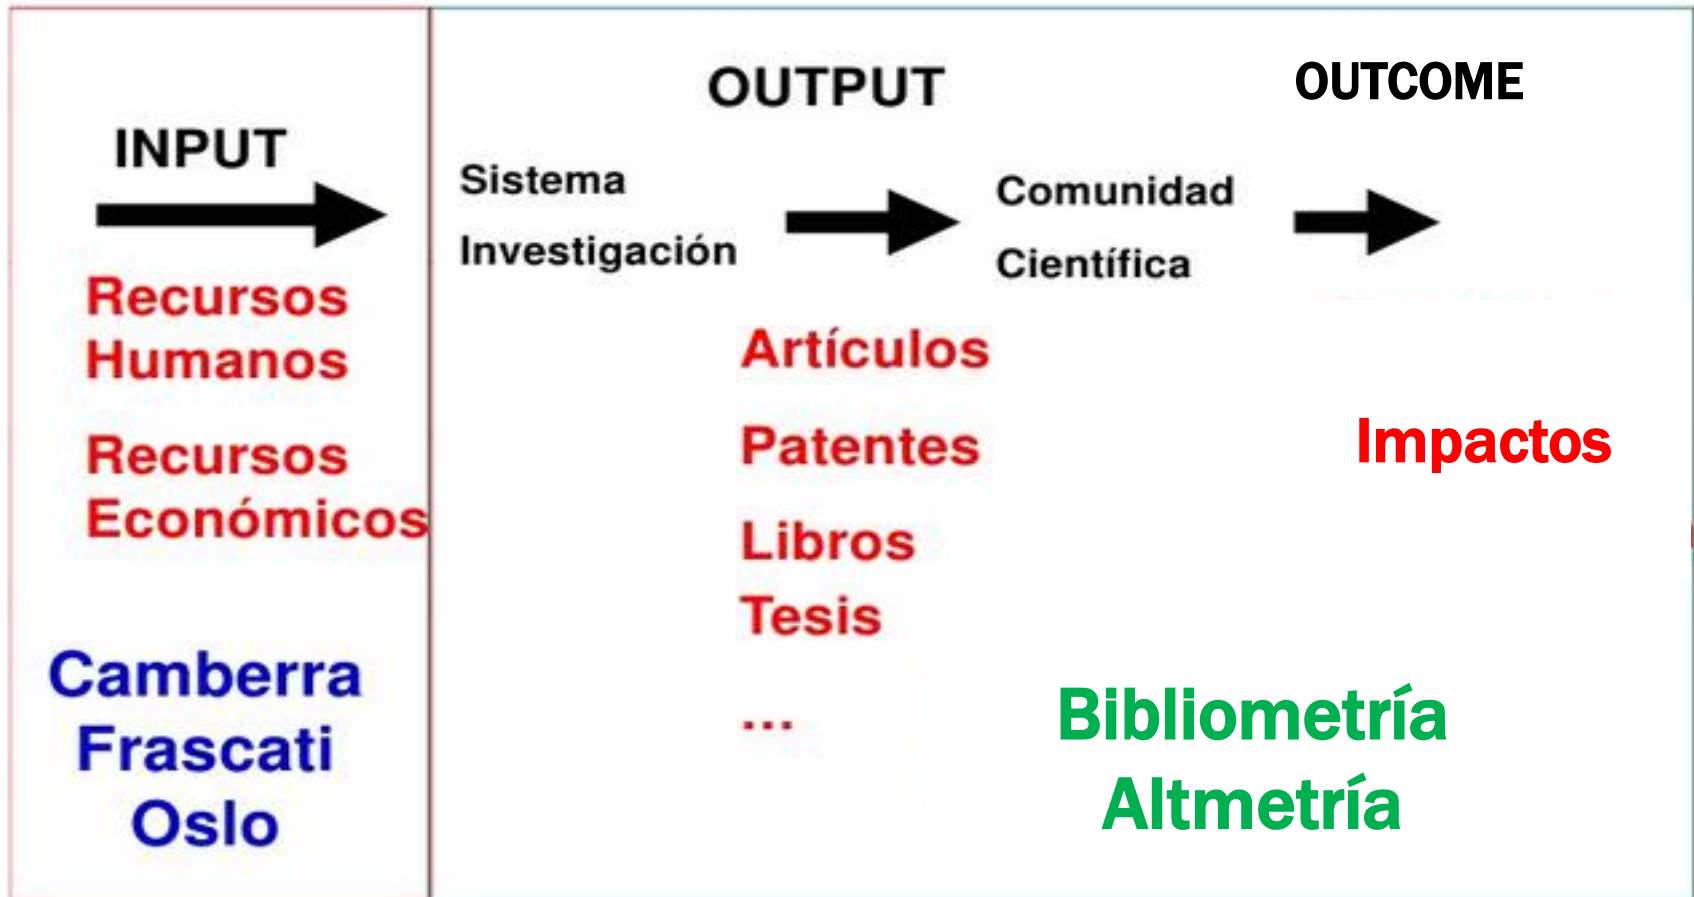 INPUT
Recursos
Humanos
Recursos
Económicos
Camberra
Frascati
Oslo
OUTPUT
Sistema
Investigación
Comunidad
Científica
Artículos
Patentes
Libros
Tesis
...
OUTCOME
Impactos
Bibliometría
Altmetría